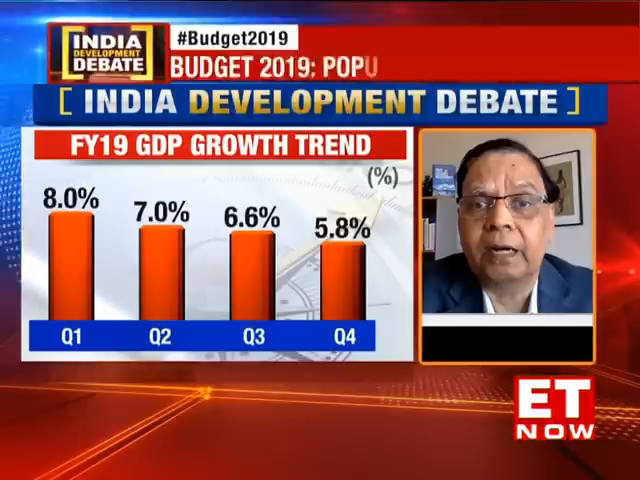 INDIA
DEVELOPMENT
DEBATE
#Budget2019
BUDGET 2019: POPU
[ INDIA DEVELOPMENT DEBATE ]
FY19 GDP GROWTH TREND
(%)
8.0% 7.0% 6.6% 5.8%
Q1 Q2 Q3 Q4
ET
NOW